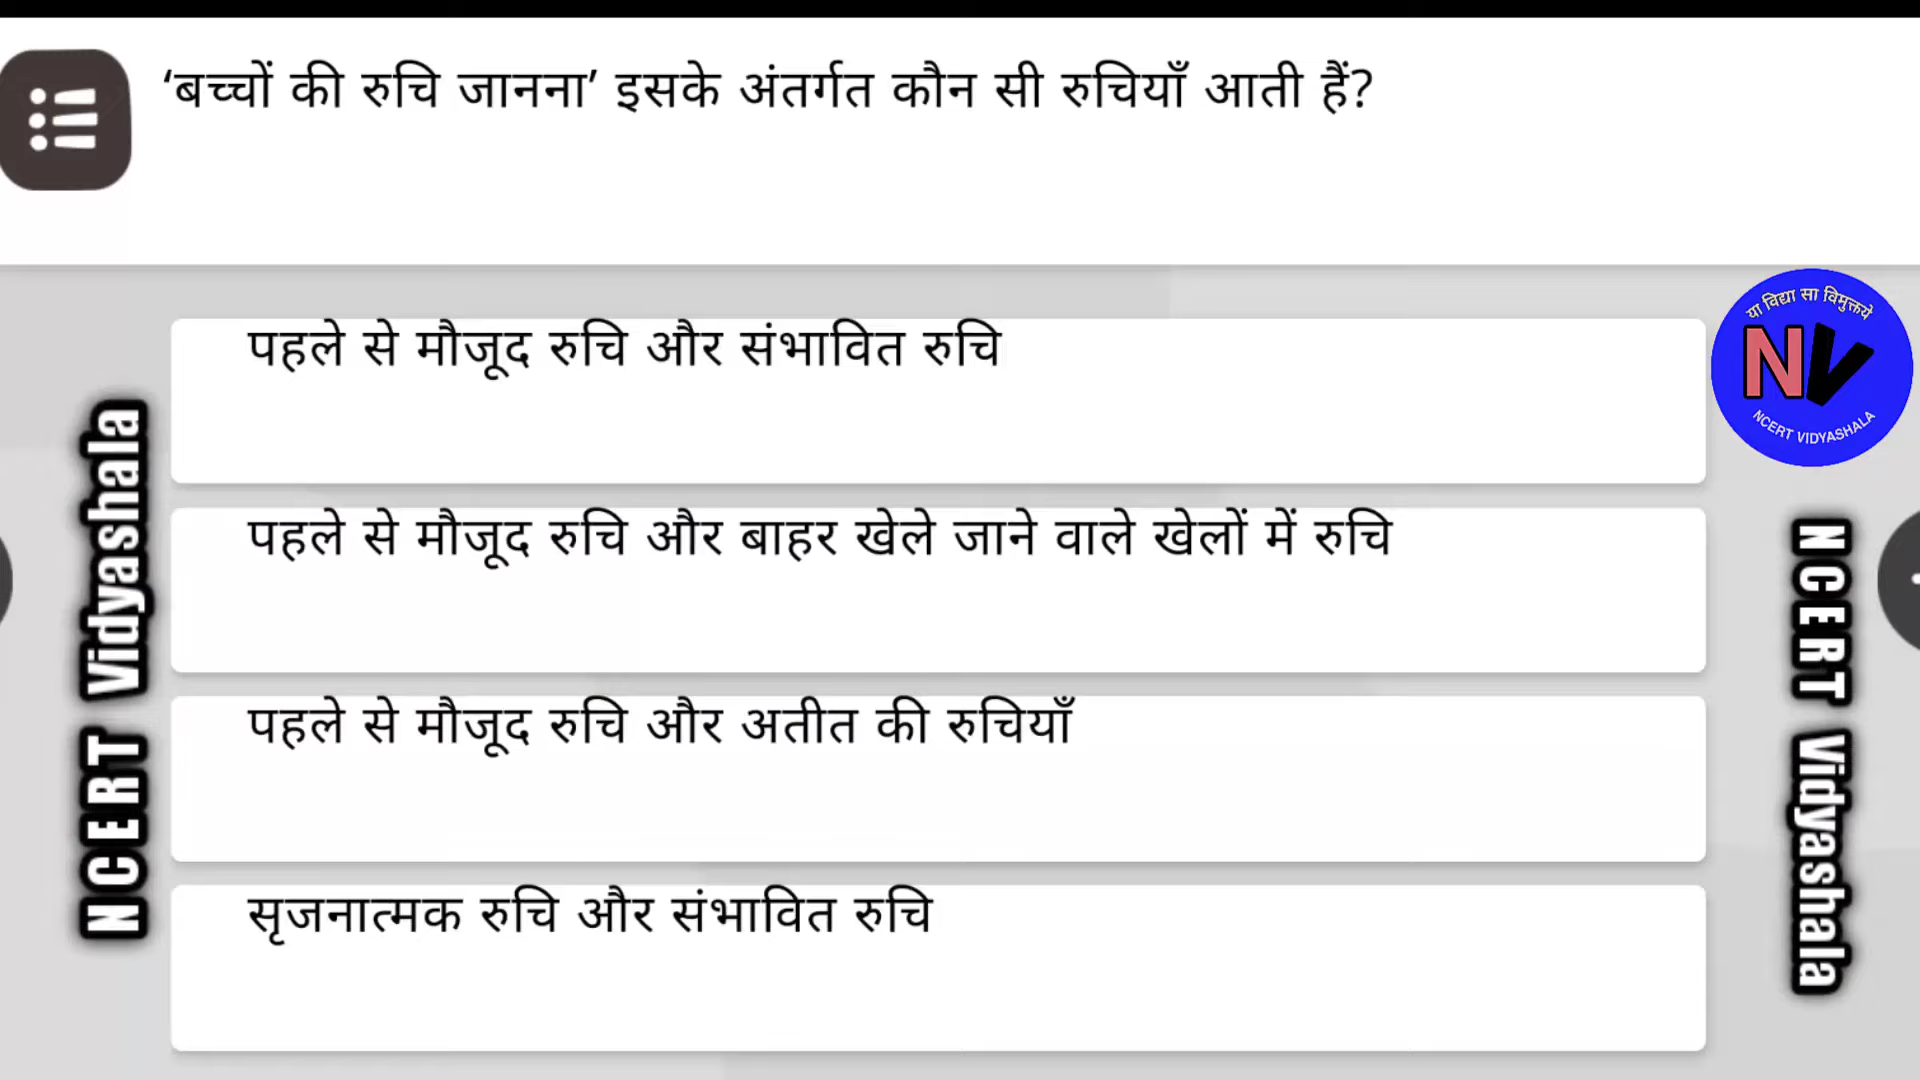 ‘बच्चों की रुचि जानना’ इसके अंतर्गत कौन सी रुचियाँ आती हैं?
पहले से मौजूद रुचि और संभावित रुचि
पहले से मौजूद रुचि और बाहर खेले जाने वाले खेलों में रुचि
पहले से मौजूद रुचि और अतीत की रुचियाँ
सृजनात्मक रुचि और संभावित रुचि
NCERT Vidyashala
या विद्या सा विमुक्तये
NV
NCERT VIDYASHALA
NCERT Vidyashala